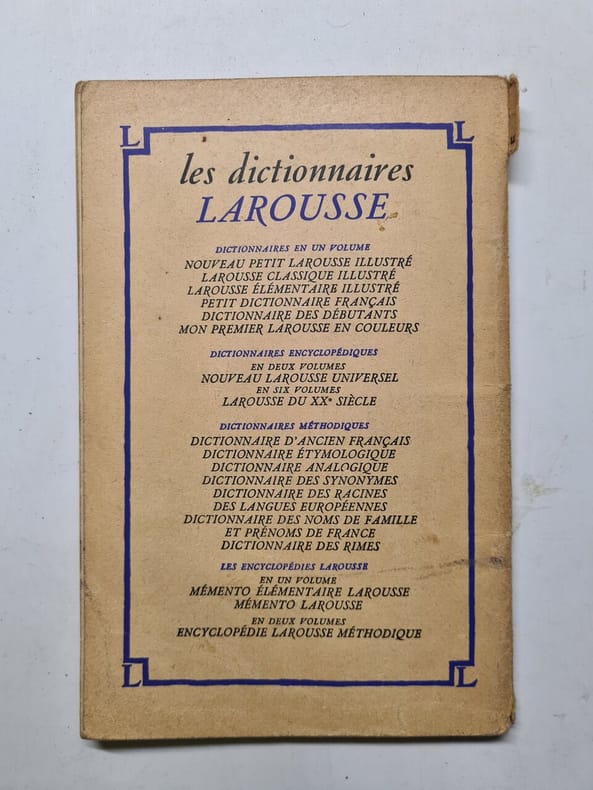 L L
les dictionnaires
LAROUSSE
DICTIONNAIRES EN UN VOLUME
NOUVEAU PETIT LAROUSSE ILLUSTRÉ
LAROUSSE CLASSIQUE ILLUSTRÉ
LAROUSSE ÉLÉMENTAIRE ILLUSTRÉ
PETIT DICTIONNAIRE FRANÇAIS
DICTIONNAIRE DES DÉBUTANTS
MON PREMIER LAROUSSE EN COULEURS
DICTIONNAIRES ENCYCLOPÉDIQUES
EN DEUX VOLUMES
NOUVEAU LAROUSSE UNIVERSEL
EN SIX VOLUMES
LAROUSSE DU XXe SIÈCLE
DICTIONNAIRES MÉTHODIQUES
DICTIONNAIRE D'ANCIEN FRANÇAIS
DICTIONNAIRE ÉTYMOLOGIQUE
DICTIONNAIRE ANALOGIQUE
DICTIONNAIRE DES SYNONYMES
DICTIONNAIRE DES RACINES
DES LANGUES EUROPÉENNES
DICTIONNAIRE DES NOMS DE FAMILLE
ET PRÉNOMS DE FRANCE
DICTIONNAIRE DES RIMES
LES ENCYCLOPÉDIES LAROUSSE
EN UN VOLUME
MÉMENTO ÉLÉMENTAIRE LAROUSSE
MÉMENTO LAROUSSE
EN DEUX VOLUMES
ENCYCLOPÉDIE LAROUSSE MÉTHODIQUE
L L